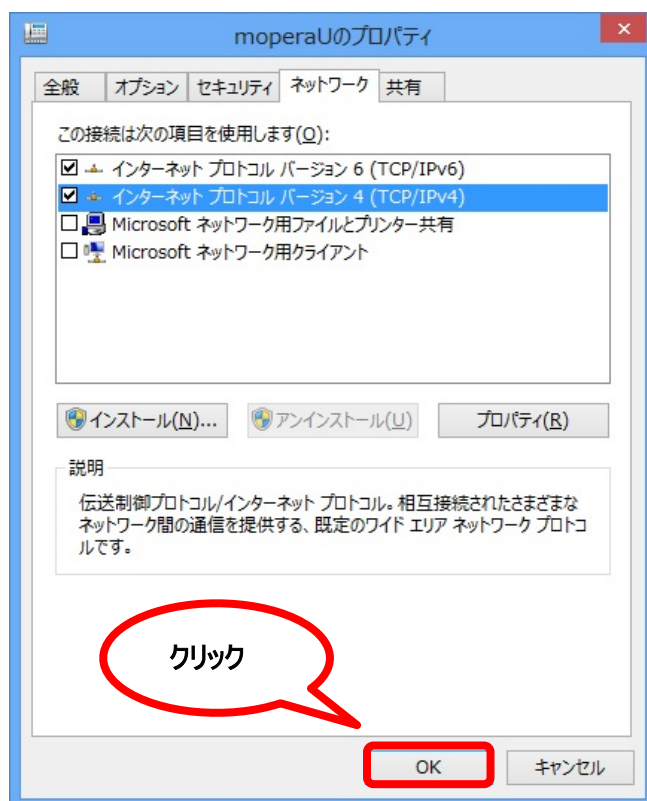 moperaUのプロパティ
全般 オプション セキュリティ ネットワーク 共有
この接続は次の項目を使用します(O):
インターネット プロトコル バージョン 6 (TCP/IPv6)
インターネット プロトコル バージョン 4 (TCP/IPv4)
Microsoft ネットワーク用ファイルとプリンター共有
Microsoft ネットワーク用クライアント
インストール(N)... アンインストール(U) プロパティ(R)
説明
伝送制御プロトコル/インターネット プロトコル。相互接続されたさまざまな
ネットワーク間の通信を提供する、既定のワイド エリア ネットワーク プロトコ
ルです。
クリック
OK キャンセル